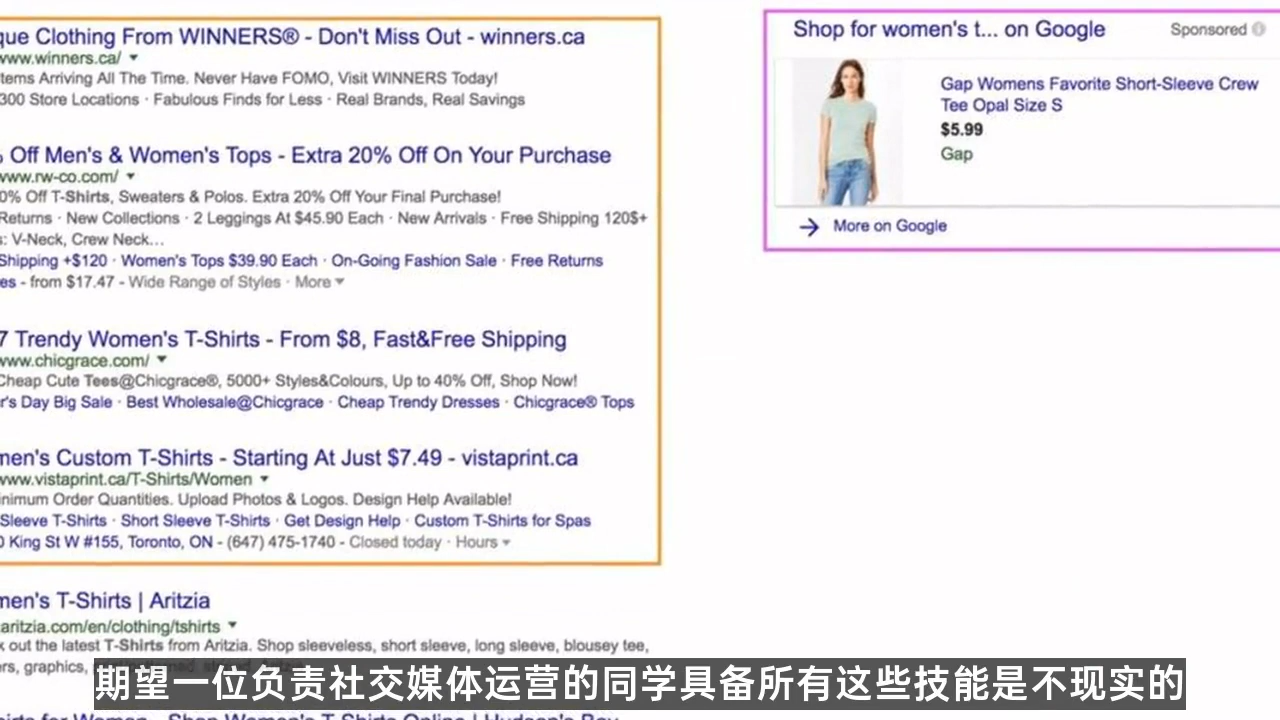 que Clothing From WINNERS® - Don't Miss Out - winners.ca
www.winners.ca/
tems Arriving All The Time. Never Have FOMO, Visit WINNERS Today!
300 Store Locations · Fabulous Finds for Less · Real Brands, Real Savings
Off Men's & Women's Tops - Extra 20% Off On Your Purchase
www.rw-co.com/
0% Off T-Shirts, Sweaters & Polos. Extra 20% Off Your Final Purchase!
Returns · New Collections · 2 Leggings At $45.90 Each · New Arrivals · Free Shipping 120$+
s: V-Neck, Crew Neck...
Shipping +$120 · Women's Tops $39.90 Each · On-Going Fashion Sale · Free Returns
es - from $17.47 - Wide Range of Styles · More
7 Trendy Women's T-Shirts - From $8, Fast&Free Shipping
www.chicgrace.com/
Cheap Cute Tees@Chicgrace®, 5000+ Styles&Colours, Up to 40% Off, Shop Now!
r's Day Big Sale · Best Wholesale@Chicgrace · Cheap Trendy Dresses · Chicgrace® Tops
men's Custom T-Shirts - Starting At Just $7.49 - vistaprint.ca
www.vistaprint.ca/T-Shirts/Women
inimum Order Quantities. Upload Photos & Logos. Design Help Available!
Sleeve T-Shirts · Short Sleeve T-Shirts · Get Design Help · Custom T-Shirts for Spas
0 King St W #155, Toronto, ON - (647) 475-1740 - Closed today · Hours
men's T-Shirts | Aritzia
aritzia.com/en/clothing/tshirts
k out the latest T-Shirts from Aritzia. Shop sleeveless, short sleeve, long sleeve, blousey tee,
ers, graphics,
期望一位负责社交媒体运营的同学具备所有这些技能是不现实的
Shop for women's t... on Google
Sponsored
Gap Womens Favorite Short-Sleeve Crew
Tee Opal Size S
$5.99
Gap
More on Google